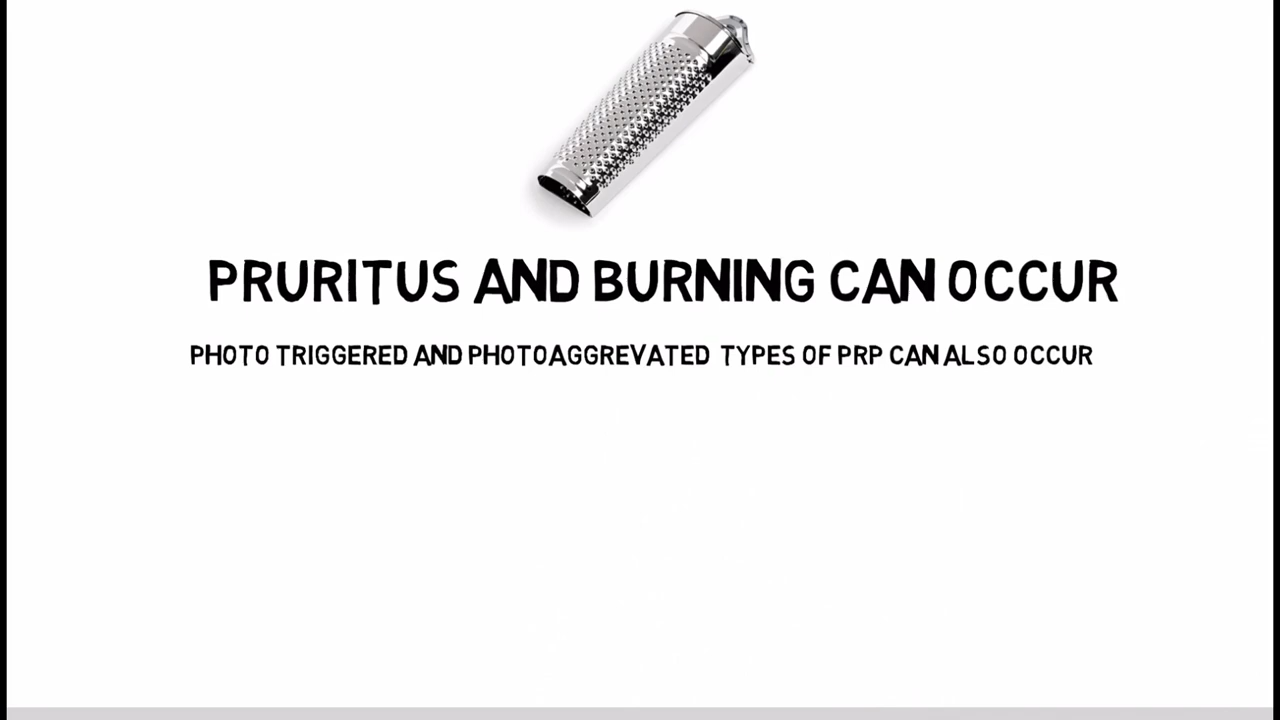 PRURITUS AND BURNING CAN OCCUR
PHOTO TRIGGERED AND PHOTOAGGREVATED TYPES OF PRP CAN ALSO OCCUR